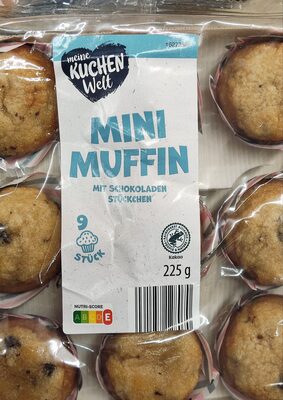 meine
KUCHEN
Welt
MINI
MUFFIN
MIT SCHOKOLADEN
STÜCKCHEN
9
STÜCK
Kakao
225 g
NUTRI-SCORE
A B C D E